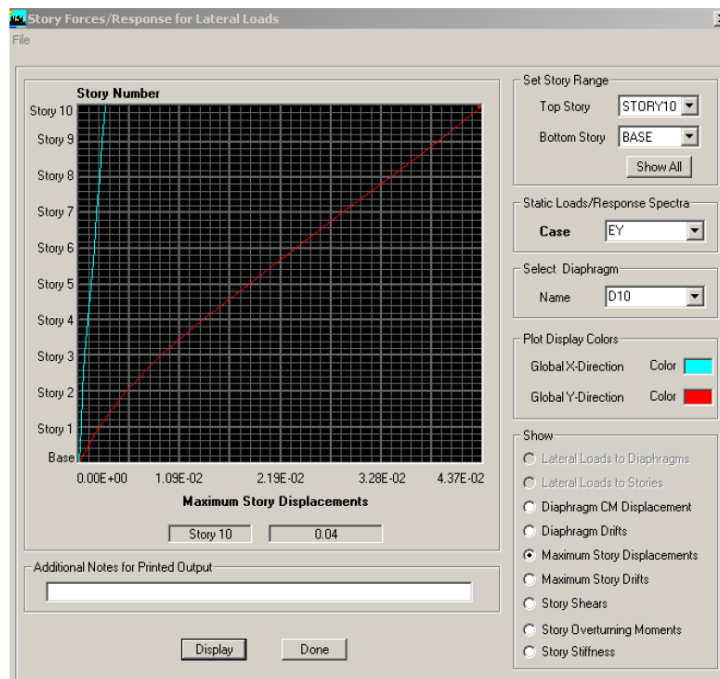 Story Forces/Response for Lateral Loads
File
Story Number
Story 10
Story 9
Story 8
Story 7
Story 6
Story 5
Story 4
Story 3
Story 2
Story 1
Base
0.00E+00 1.09E-02 2.19E-02 3.28E-02 4.37E-02
Maximum Story Displacements
Story 10 0.04
Additional Notes for Printed Output
Display Done
Set Story Range
Top Story STORY10
Bottom Story BASE
Show All
Static Loads/Response Spectra
Case EY
Select Diaphragm
Name D10
Plot Display Colors
Global X-Direction Color
Global Y-Direction Color
Show
Lateral Loads to Diaphragms
Lateral Loads to Stories
Diaphragm CM Displacement
Diaphragm Drifts
Maximum Story Displacements
Maximum Story Drifts
Story Shears
Story Overturning Moments
Story Stiffness